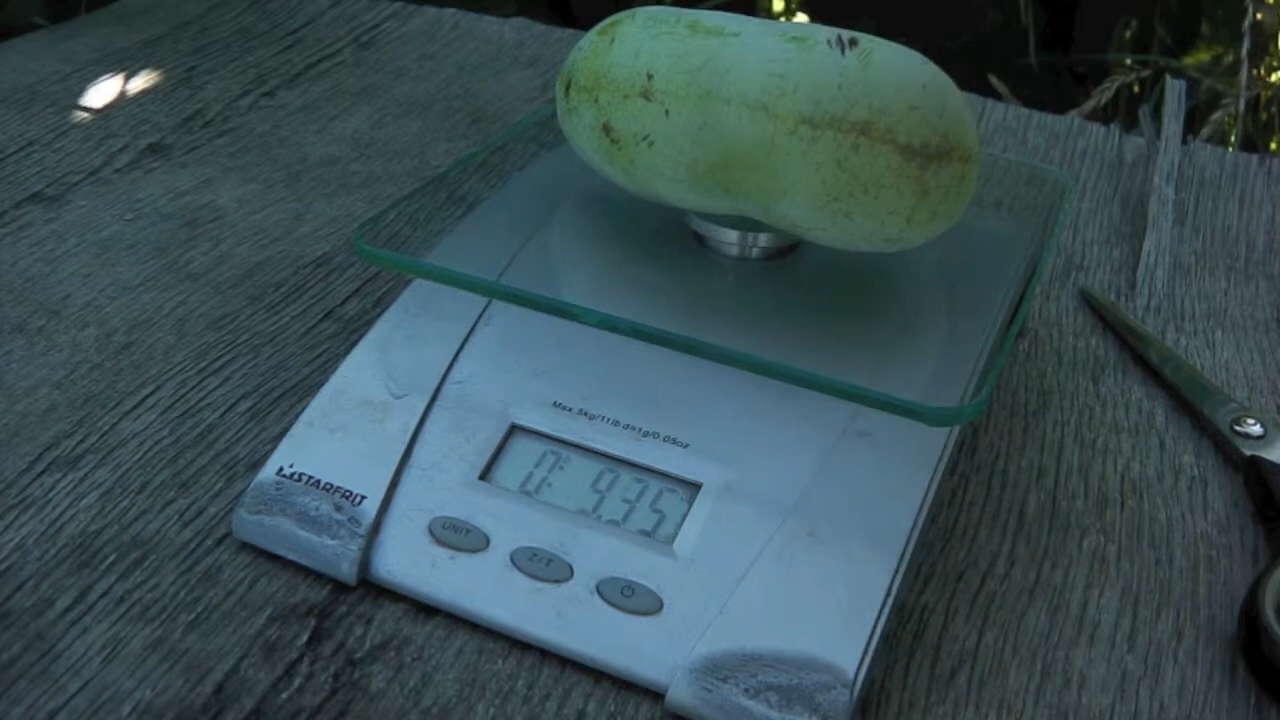 Max 5kg/11lb d=1g/0.05oz
0: 9.35
STARFRIT
UNIT
Z/T